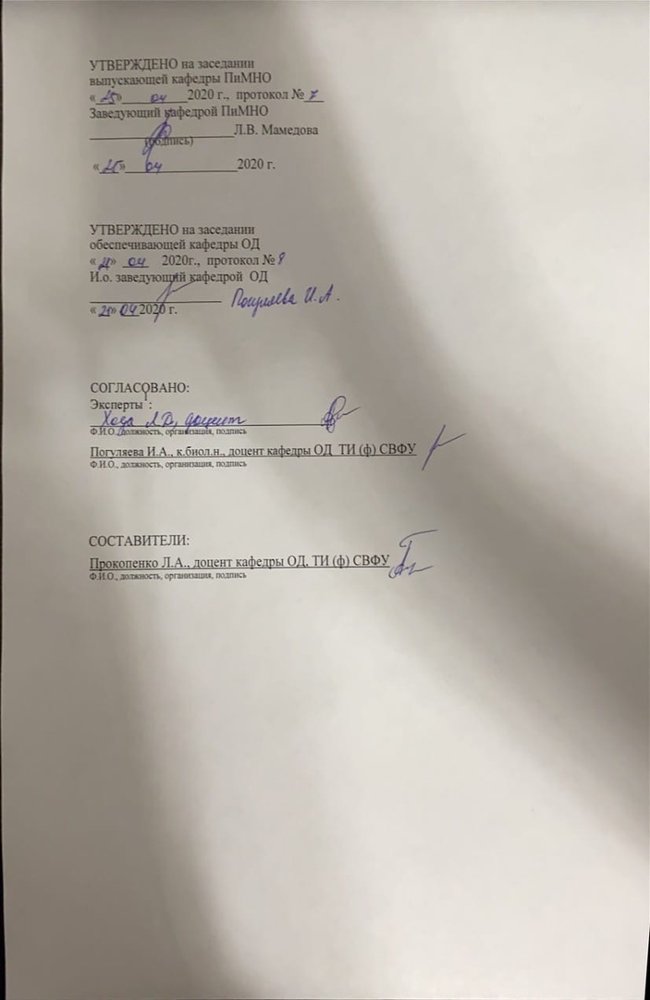 УТВЕРЖДЕНО на заседании
выпускающей кафедры ПиМНО
«25» 04 2020 г., протокол № 7
Заведующий кафедрой ПиМНО
Л.В. Мамедова
(подпись)
«25» 04 2020 г.
УТВЕРЖДЕНО на заседании
обеспечивающей кафедры ОД
« » 04 2020г., протокол № 8
И.о. заведующий кафедрой ОД
Погуляева И.А.
« » 04 2020 г.
СОГЛАСОВАНО:
Эксперты :
Хода Л.Д., доцент
Ф.И.О., должность, организация, подпись
Погуляева И.А., к.биол.н., доцент кафедры ОД ТИ (ф) СВФУ
Ф.И.О., должность, организация, подпись
СОСТАВИТЕЛИ:
Прокопенко Л.А., доцент кафедры ОД, ТИ (ф) СВФУ
Ф.И.О., должность, организация, подпись